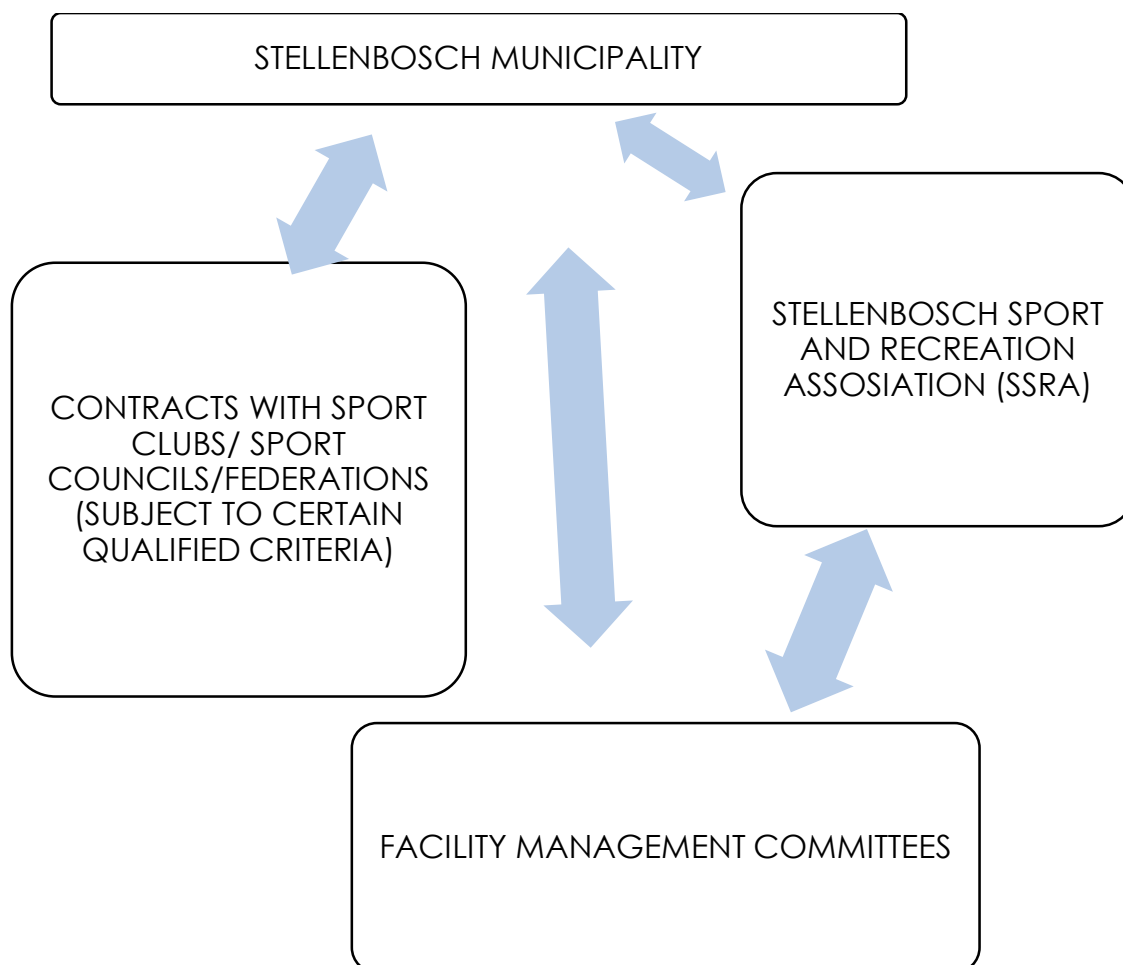 STELLENBOSCH MUNICIPALITY
STELLENBOSCH SPORT
AND RECREATION
ASSOSIATION (SSRA)
CONTRACTS WITH SPORT
CLUBS/ SPORT
COUNCILS/FEDERATIONS
(SUBJECT TO CERTAIN
QUALIFIED CRITERIA)
FACILITY MANAGEMENT COMMITTEES